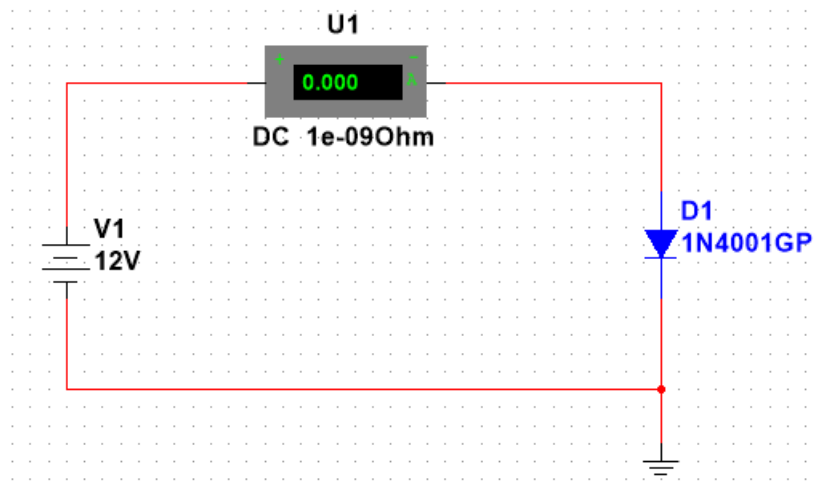 U1
+ -
0.000 A
DC 1e-09Ohm
V1
12V
D1
1N4001GP